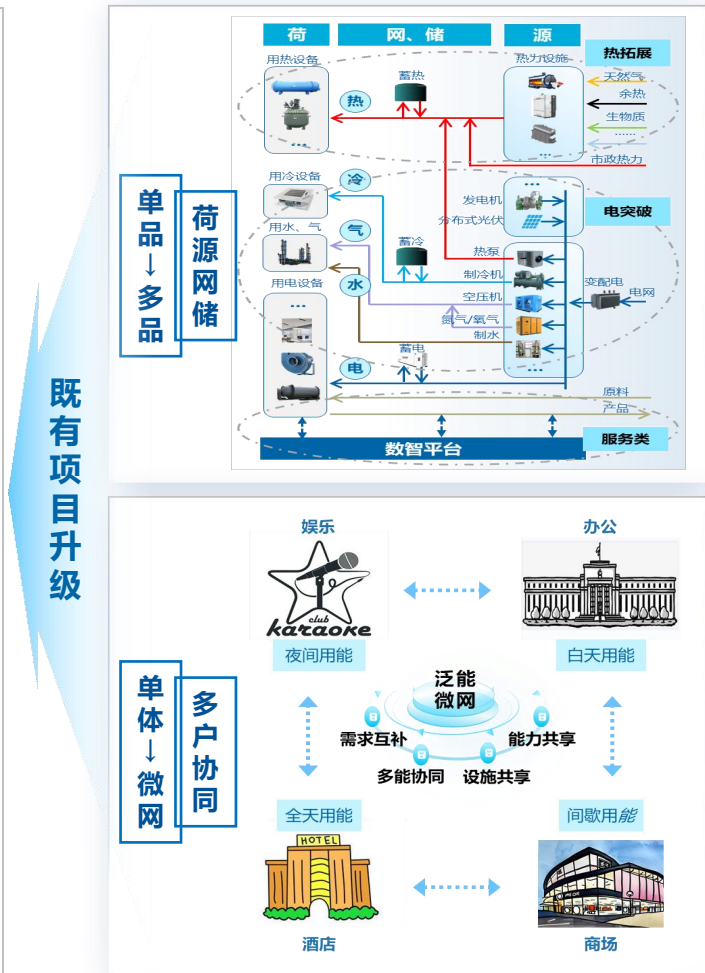 既有项目升级
单品→多品
荷源网储
荷
网、储
源
热拓展
用热设备
蓄热
热力设施
天然气
余热
生物质
......
市政热力
热
...
...
用冷设备
冷
用水、气
气
蓄冷
水
用电设备
...
...
发电机
分布式光伏
电突破
热泵
制冷机
空压机
氮气/氧气
制水
变配电
电网
蓄电
电
...
原料
产品
服务类
数智平台
单体→微网
多户协同
娱乐
办公
club
karaoke
夜间用能
白天用能
泛能
微网
需求互补
能力共享
多能协同
设施共享
全天用能
间歇用能
HOTEL
酒店
商场